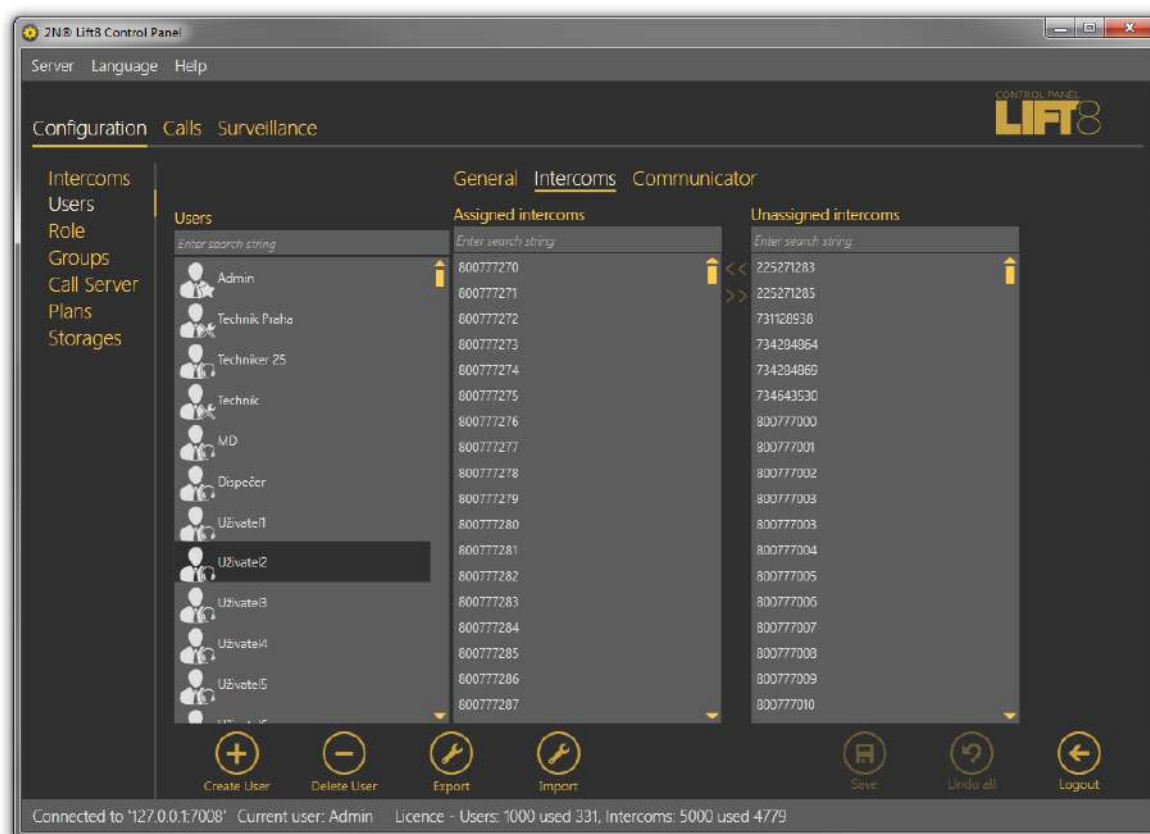 2N® Lift8 Control Panel
Server Language Help
CONTROL PANEL
LIFT8
Configuration Calls Surveillance
Intercoms
Users
Role
Groups
Call Server
Plans
Storages
General Intercoms Communicator
Users
Enter search string
Admin
Technik Praha
Techniker 25
Technik
MD
Dispečer
Uživatel1
Uživatel2
Uživatel3
Uživatel4
Uživatel5
Assigned intercoms
Enter search string
800777270
800777271
800777272
800777273
800777274
800777275
800777276
800777277
800777278
800777279
800777280
800777281
800777282
800777283
800777284
800777285
800777286
800777287
<<
>>
Unassigned intercoms
Enter search string
225271283
225271285
731128938
734284864
734284869
734643530
800777000
800777001
800777002
800777003
800777003
800777004
800777005
800777006
800777007
800777008
800777009
800777010
Create User Delete User Export Import Save Undo all Logout
Connected to '127.0.0.1:7008' Current user: Admin Licence - Users: 1000 used 331, Intercoms: 5000 used 4779